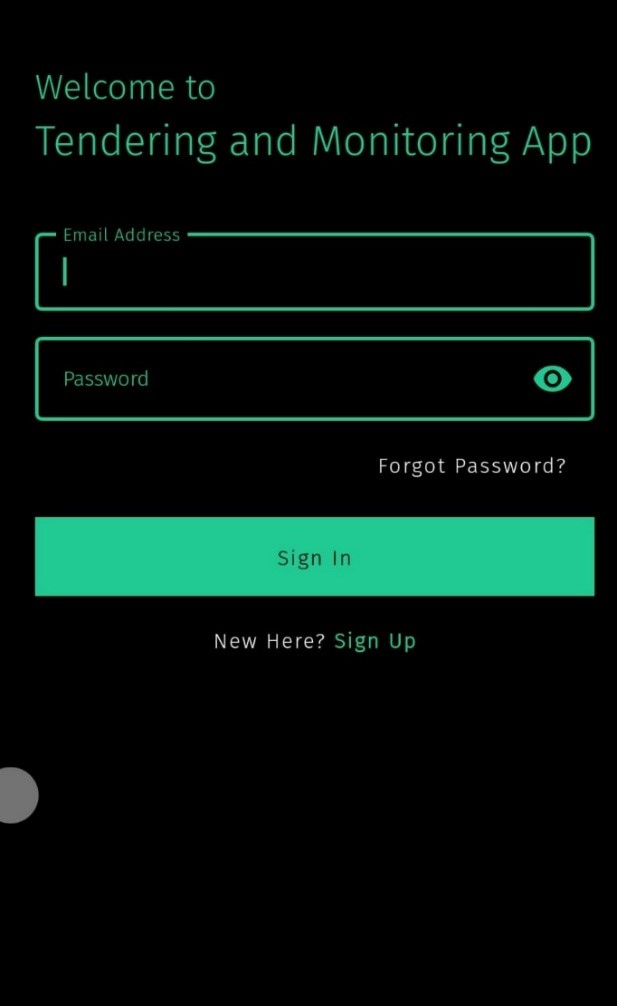 Welcome to
Tendering and Monitoring App
Email Address
Password
Forgot Password?
Sign In
New Here? Sign Up